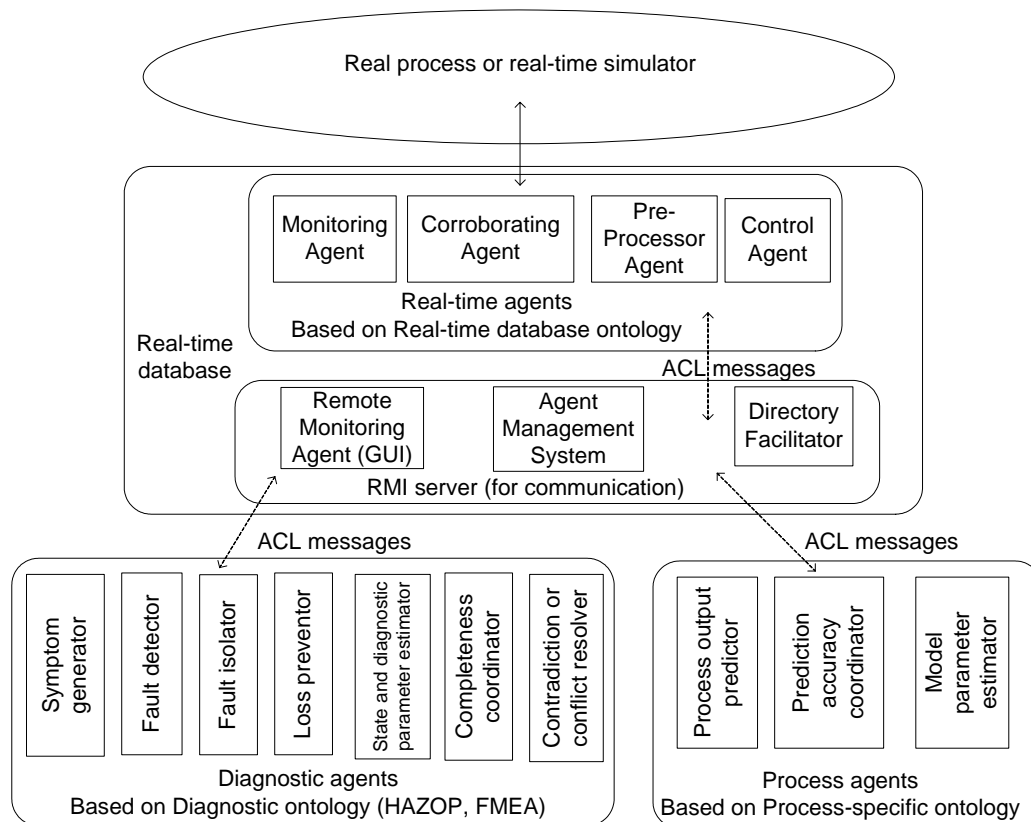 Real process or real-time simulator
Monitoring
Agent
Corroborating
Agent
Pre-
Processor
Agent
Control
Agent
Real-time agents
Based on Real-time database ontology
Real-time
database
ACL messages
Remote
Monitoring
Agent (GUI)
Agent
Management
System
Directory
Facilitator
RMI server (for communication)
ACL messages
ACL messages
Symptom
generator
Fault detector
Fault isolator
Loss preventor
State and diagnostic
parameter estimator
Completeness
coordinator
Contradiction or
conflict resolver
Diagnostic agents
Based on Diagnostic ontology (HAZOP, FMEA)
Process output
predictor
Prediction
accuracy
coordinator
Model
parameter
estimator
Process agents
Based on Process-specific ontology